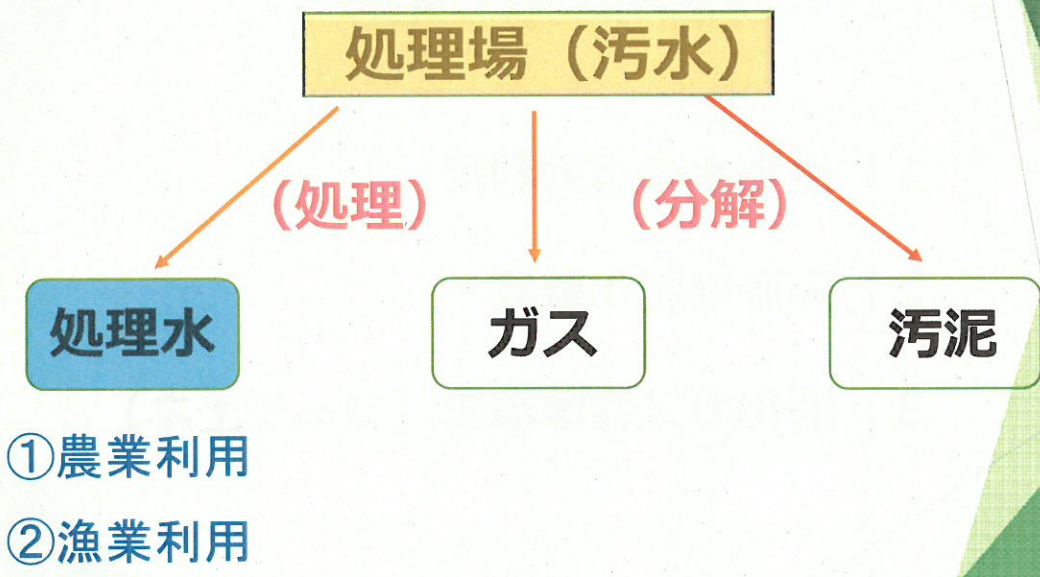 処理場（汚水）
（処理）
（分解）
処理水
ガス
汚泥
①農業利用
②漁業利用